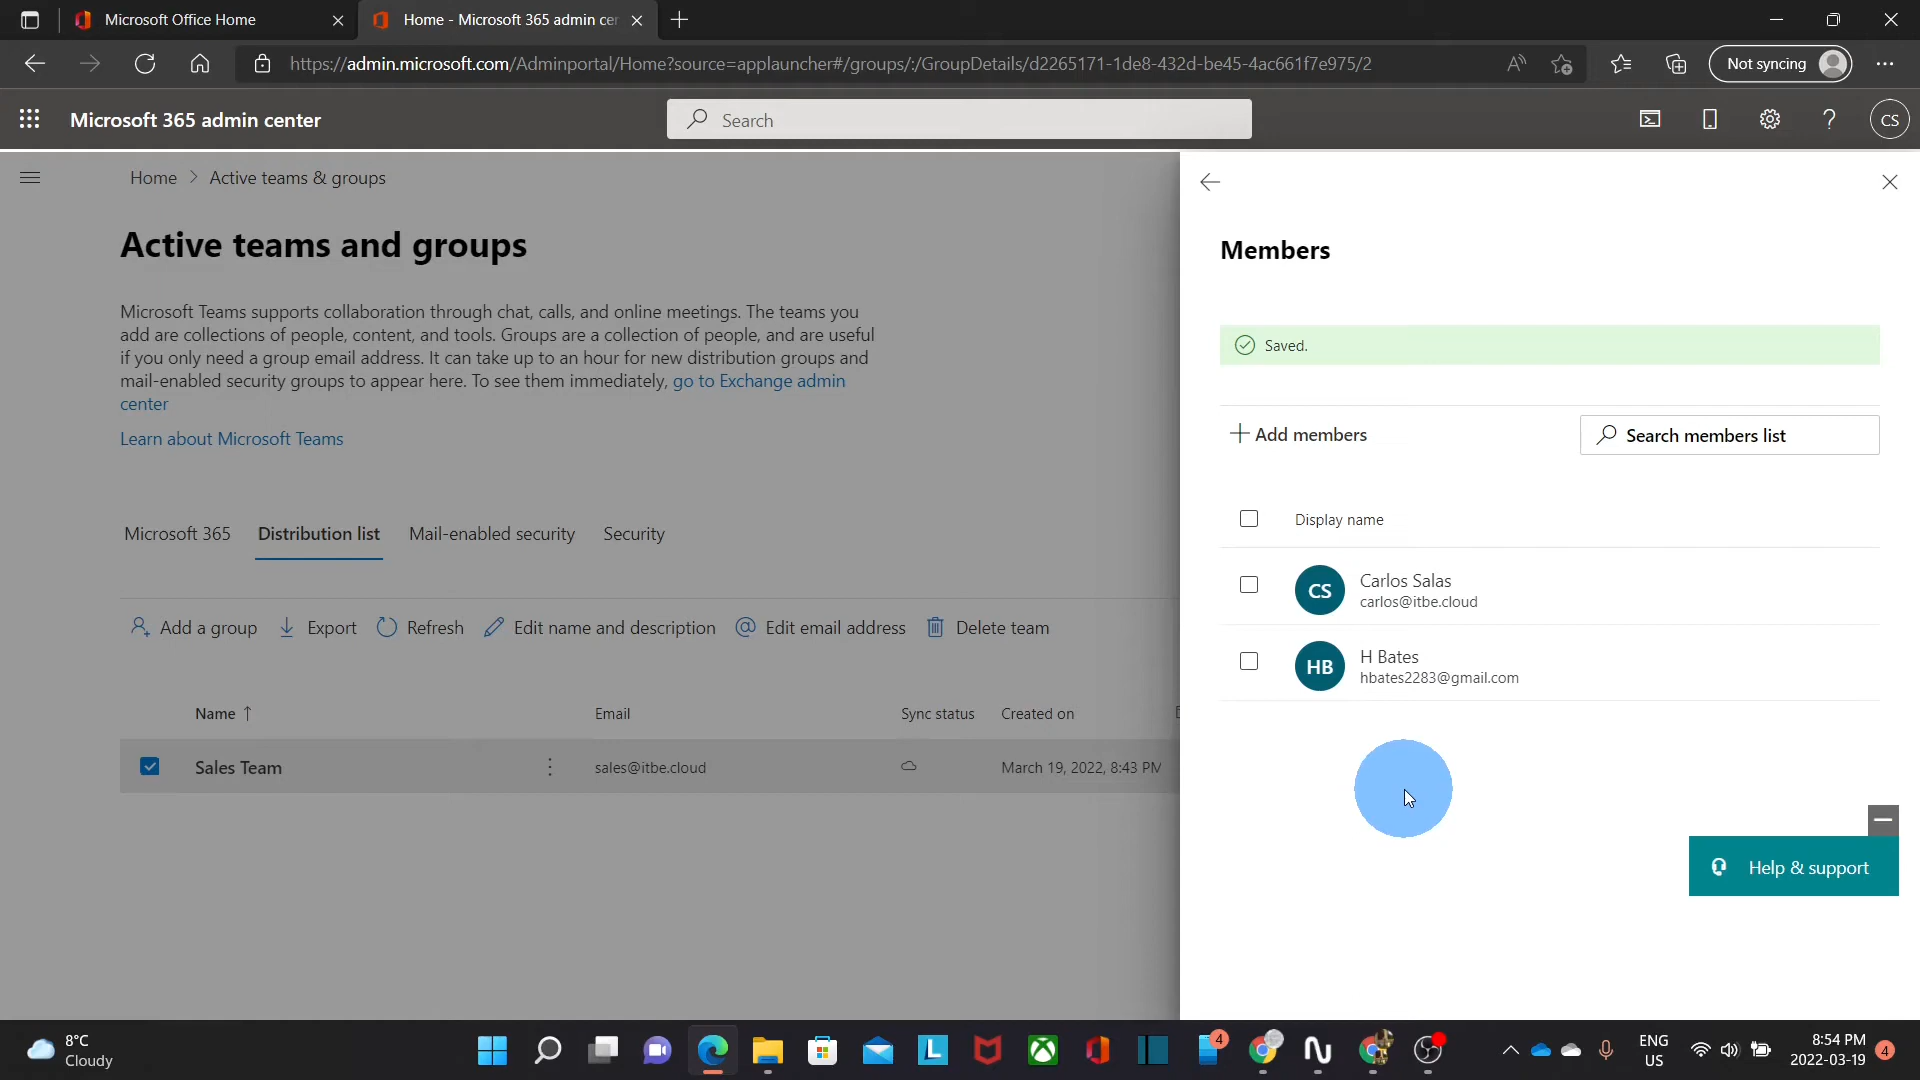 Microsoft Office Home
Home - Microsoft 365 admin cer
https://admin.microsoft.com/Adminportal/Home?source=applauncher#/groups/:/GroupDetails/d2265171-1de8-432d-be45-4ac661f7e975/2
Not syncing
Microsoft 365 admin center
Search
CS
Home > Active teams & groups
Active teams and groups
Microsoft Teams supports collaboration through chat, calls, and online meetings. The teams you
add are collections of people, content, and tools. Groups are a collection of people, and are useful
if you only need a group email address. It can take up to an hour for new distribution groups and
mail-enabled security groups to appear here. To see them immediately, go to Exchange admin
center
Learn about Microsoft Teams
Microsoft 365 Distribution list Mail-enabled security Security
Add a group Export Refresh Edit name and description Edit email address Delete team
Name ↑ Email Sync status Created on
Sales Team sales@itbe.cloud March 19, 2022, 8:43 PM
Members
Saved.
Add members
Search members list
Display name
CS
Carlos Salas
carlos@itbe.cloud
HB
H Bates
hbates2283@gmail.com
Help & support
8°C
Cloudy
L
4
ENG
US
8:54 PM
2022-03-19
4